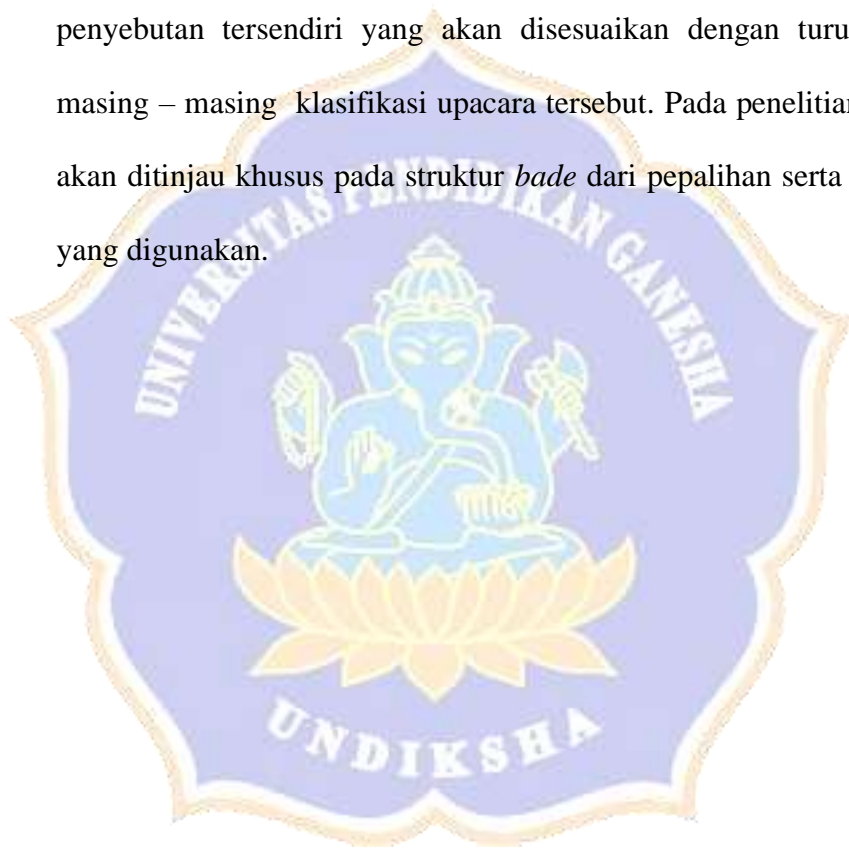 penyebutan tersendiri yang akan disesuaikan dengan turu
masing – masing klasifikasi upacara tersebut. Pada penelitian
akan ditinjau khusus pada struktur bade dari pepalihan serta
yang digunakan.
UNIVERSITAS PENDIDIKAN GANESHA
UNDIKSHA